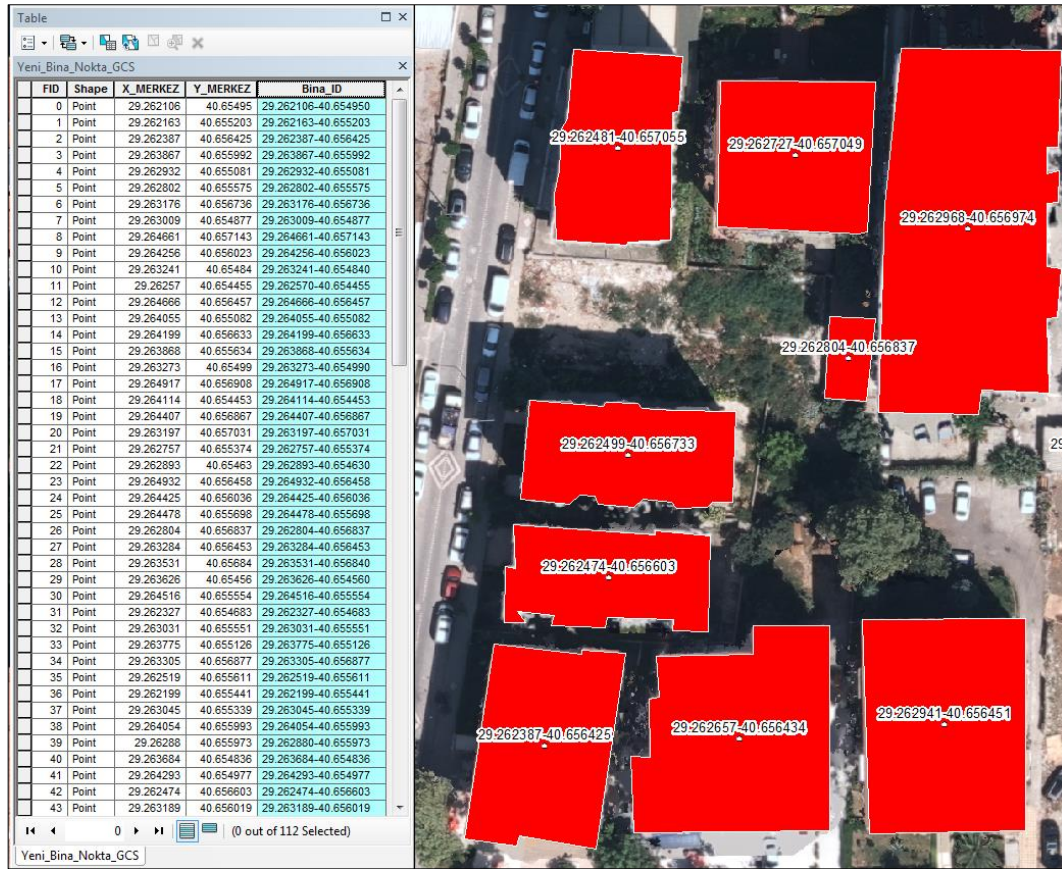 Table
Yeni_Bina_Nokta_GCS
FID Shape X_MERKEZ Y_MERKEZ Bina_ID
0 Point 29.262106 40.65495 29.262106-40.654950
1 Point 29.262163 40.655203 29.262163-40.655203
2 Point 29.262387 40.656425 29.262387-40.656425
3 Point 29.263867 40.655992 29.263867-40.655992
4 Point 29.262932 40.655081 29.262932-40.655081
5 Point 29.262802 40.655575 29.262802-40.655575
6 Point 29.263176 40.656736 29.263176-40.656736
7 Point 29.263009 40.654877 29.263009-40.654877
8 Point 29.264661 40.657143 29.264661-40.657143
9 Point 29.264256 40.656023 29.264256-40.656023
10 Point 29.263241 40.65484 29.263241-40.654840
11 Point 29.26257 40.654455 29.262570-40.654455
12 Point 29.264666 40.656457 29.264666-40.656457
13 Point 29.264055 40.655082 29.264055-40.655082
14 Point 29.264199 40.656633 29.264199-40.656633
15 Point 29.263868 40.655634 29.263868-40.655634
16 Point 29.263273 40.65499 29.263273-40.654990
17 Point 29.264917 40.656908 29.264917-40.656908
18 Point 29.264114 40.654453 29.264114-40.654453
19 Point 29.264407 40.656867 29.264407-40.656867
20 Point 29.263197 40.657031 29.263197-40.657031
21 Point 29.262757 40.655374 29.262757-40.655374
22 Point 29.262893 40.65463 29.262893-40.654630
23 Point 29.264932 40.656458 29.264932-40.656458
24 Point 29.264425 40.656036 29.264425-40.656036
25 Point 29.264478 40.655698 29.264478-40.655698
26 Point 29.262804 40.656837 29.262804-40.656837
27 Point 29.263284 40.656453 29.263284-40.656453
28 Point 29.263531 40.65684 29.263531-40.656840
29 Point 29.263626 40.65456 29.263626-40.654560
30 Point 29.264516 40.655554 29.264516-40.655554
31 Point 29.262327 40.654683 29.262327-40.654683
32 Point 29.263031 40.655551 29.263031-40.655551
33 Point 29.263775 40.655126 29.263775-40.655126
34 Point 29.263305 40.656877 29.263305-40.656877
35 Point 29.262519 40.655611 29.262519-40.655611
36 Point 29.262199 40.655441 29.262199-40.655441
37 Point 29.263045 40.655339 29.263045-40.655339
38 Point 29.264054 40.655993 29.264054-40.655993
39 Point 29.26288 40.655973 29.262880-40.655973
40 Point 29.263684 40.654836 29.263684-40.654836
41 Point 29.264293 40.654977 29.264293-40.654977
42 Point 29.262474 40.656603 29.262474-40.656603
43 Point 29.263189 40.656019 29.263189-40.656019
0 (0 out of 112 Selected)
Yeni_Bina_Nokta_GCS
29.262481-40.657055
29.262727-40.657049
29.262968-40.656974
29.262804-40.656837
29.262499-40.656733
29
29.262474-40.656603
29.262387-40.656425
29.262657-40.656434
29.262941-40.656451